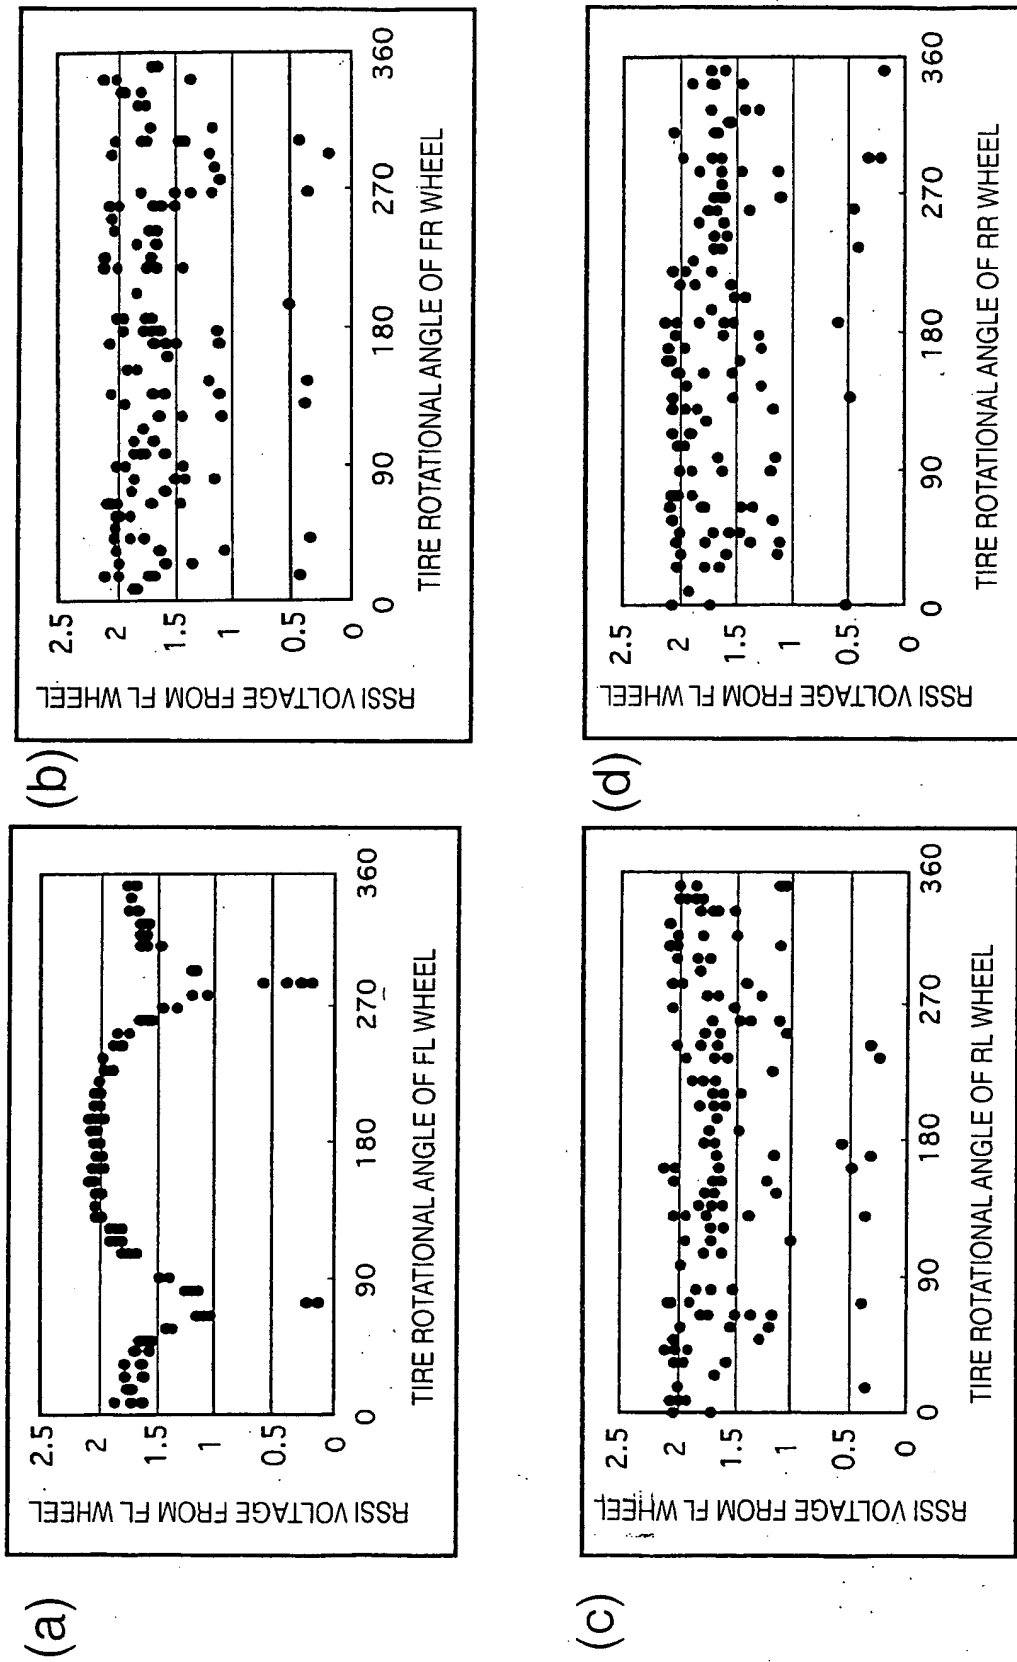 (a)
RSSI VOLTAGE FROM FL WHEEL
2.5
2
1.5
1
0.5
0
0 90 180 270 360
TIRE ROTATIONAL ANGLE OF FL WHEEL
(b)
RSSI VOLTAGE FROM FL WHEEL
2.5
2
1.5
1
0.5
0
0 90 180 270 360
TIRE ROTATIONAL ANGLE OF FR WHEEL
(c)
RSSI VOLTAGE FROM FL WHEEL
2.5
2
1.5
1
0.5
0
0 90 180 270 360
TIRE ROTATIONAL ANGLE OF RL WHEEL
(d)
RSSI VOLTAGE FROM FL WHEEL
2.5
2
1.5
1
0.5
0
0 90 180 270 360
TIRE ROTATIONAL ANGLE OF RR WHEEL